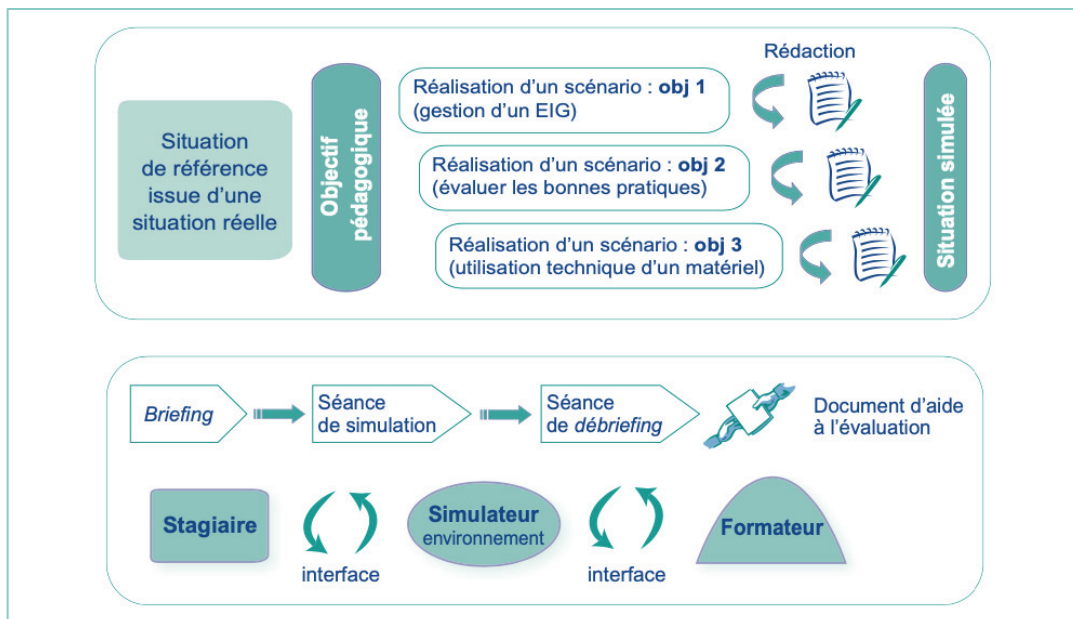 Situation
de référence
issue d'une
situation réelle
Objectif
pédagogique
Rédaction
Réalisation d'un scénario : obj 1
(gestion d'un EIG)
Réalisation d'un scénario : obj 2
(évaluer les bonnes pratiques)
Réalisation d'un scénario : obj 3
(utilisation technique d'un matériel)
Situation simulée
Briefing
Séance
de simulation
Séance
de débriefing
Document d'aide
à l'évaluation
Stagiaire
interface
Simulateur
environnement
interface
Formateur